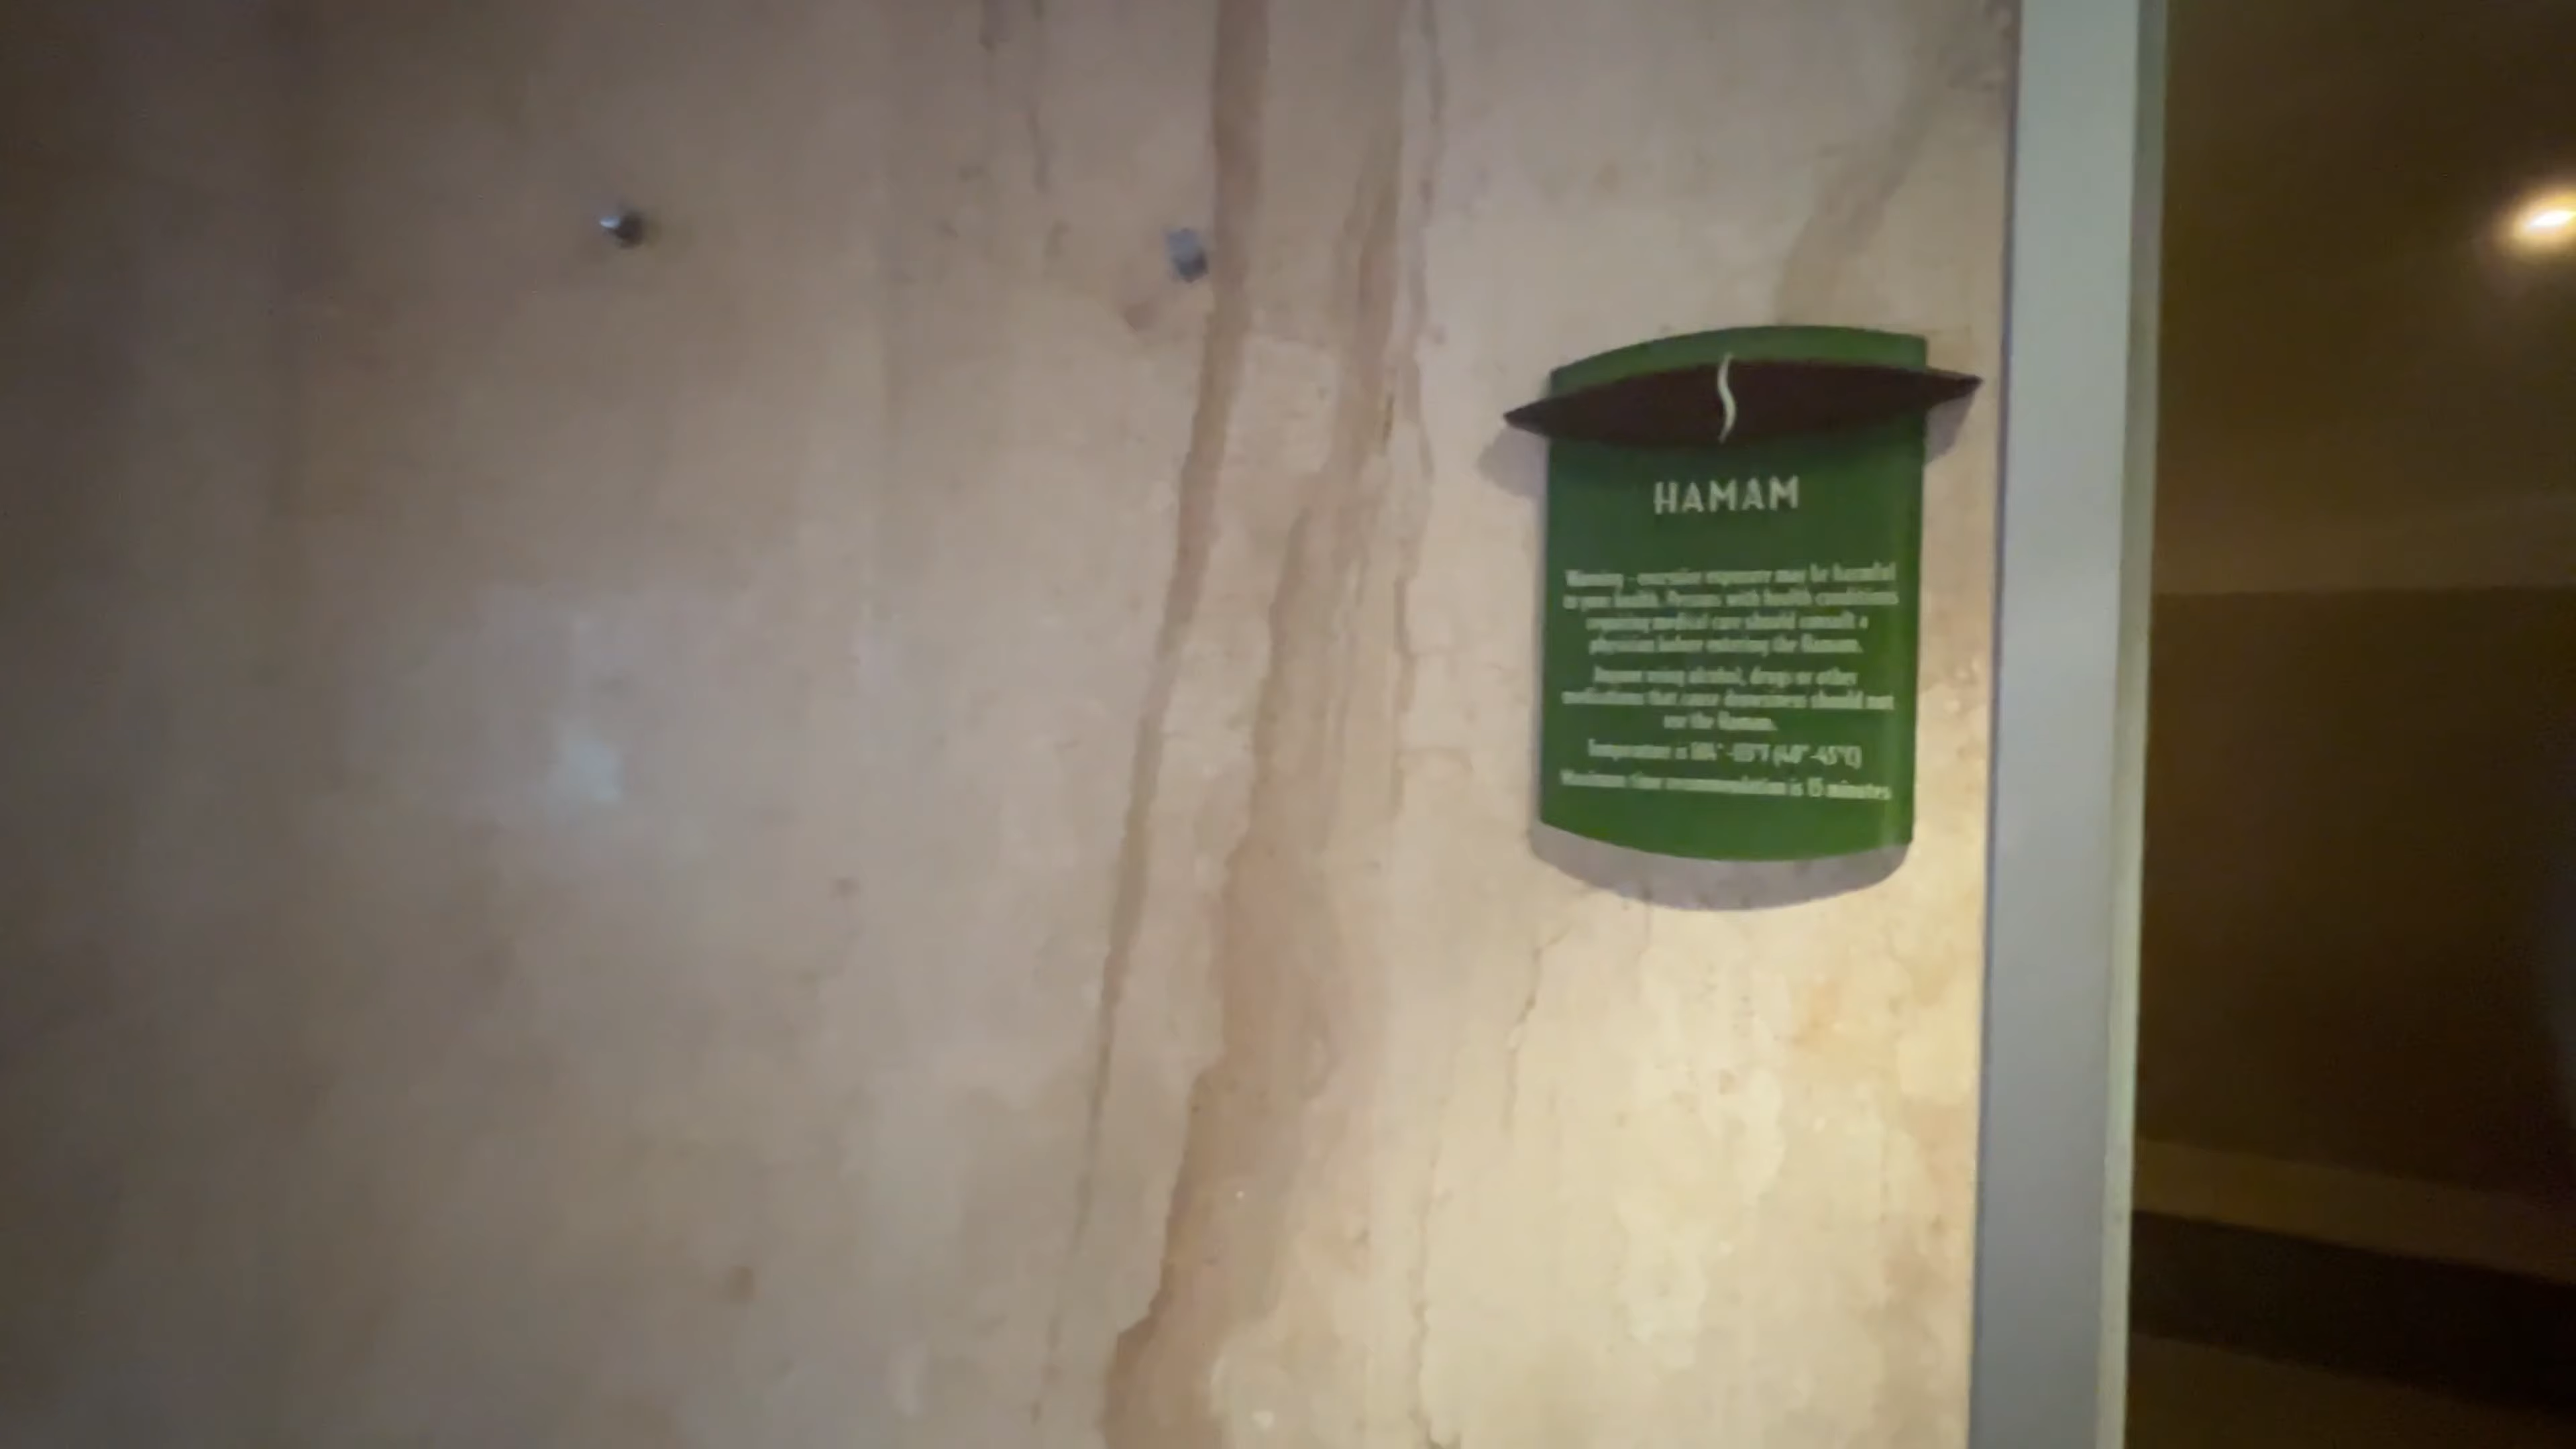 HAMAM
Warning - excessive exposure may be harmful
to your health. Persons with health conditions
requiring medical care should consult a
physician before entering the Hamam.
Anyone using alcohol, drugs or other
medications that cause drowsiness should not
use the Hamam.
Temperature is 104° -113°F (40° -45°C)
Maximum time recommendation is 15 minutes